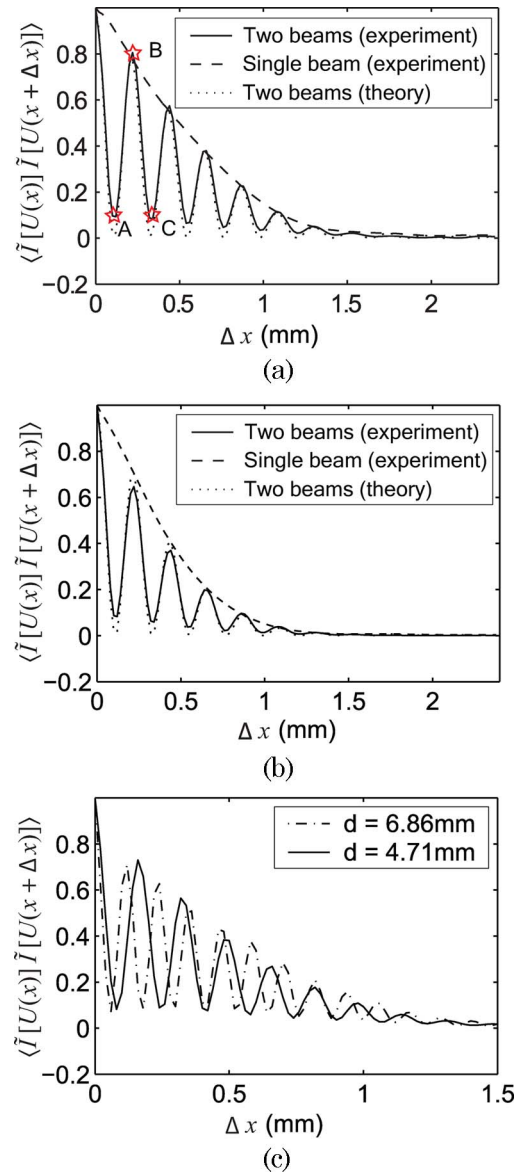 Two beams (experiment)
Single beam (experiment)
Two beams (theory)
⟨Ĩ[U(x)] Ĩ[U(x+Δx)]⟩
0.8
0.6
0.4
0.2
0
−0.2
A
B
C
0 0.5 1 1.5 2
Δ x (mm)
(a)
Two beams (experiment)
Single beam (experiment)
Two beams (theory)
⟨Ĩ[U(x)] Ĩ[U(x+Δx)]⟩
0.8
0.6
0.4
0.2
0
−0.2
0 0.5 1 1.5 2
Δ x (mm)
(b)
d = 6.86mm
d = 4.71mm
⟨Ĩ[U(x)] Ĩ[U(x+Δx)]⟩
0.8
0.6
0.4
0.2
0
−0.2
0 0.5 1 1.5
Δ x (mm)
(c)